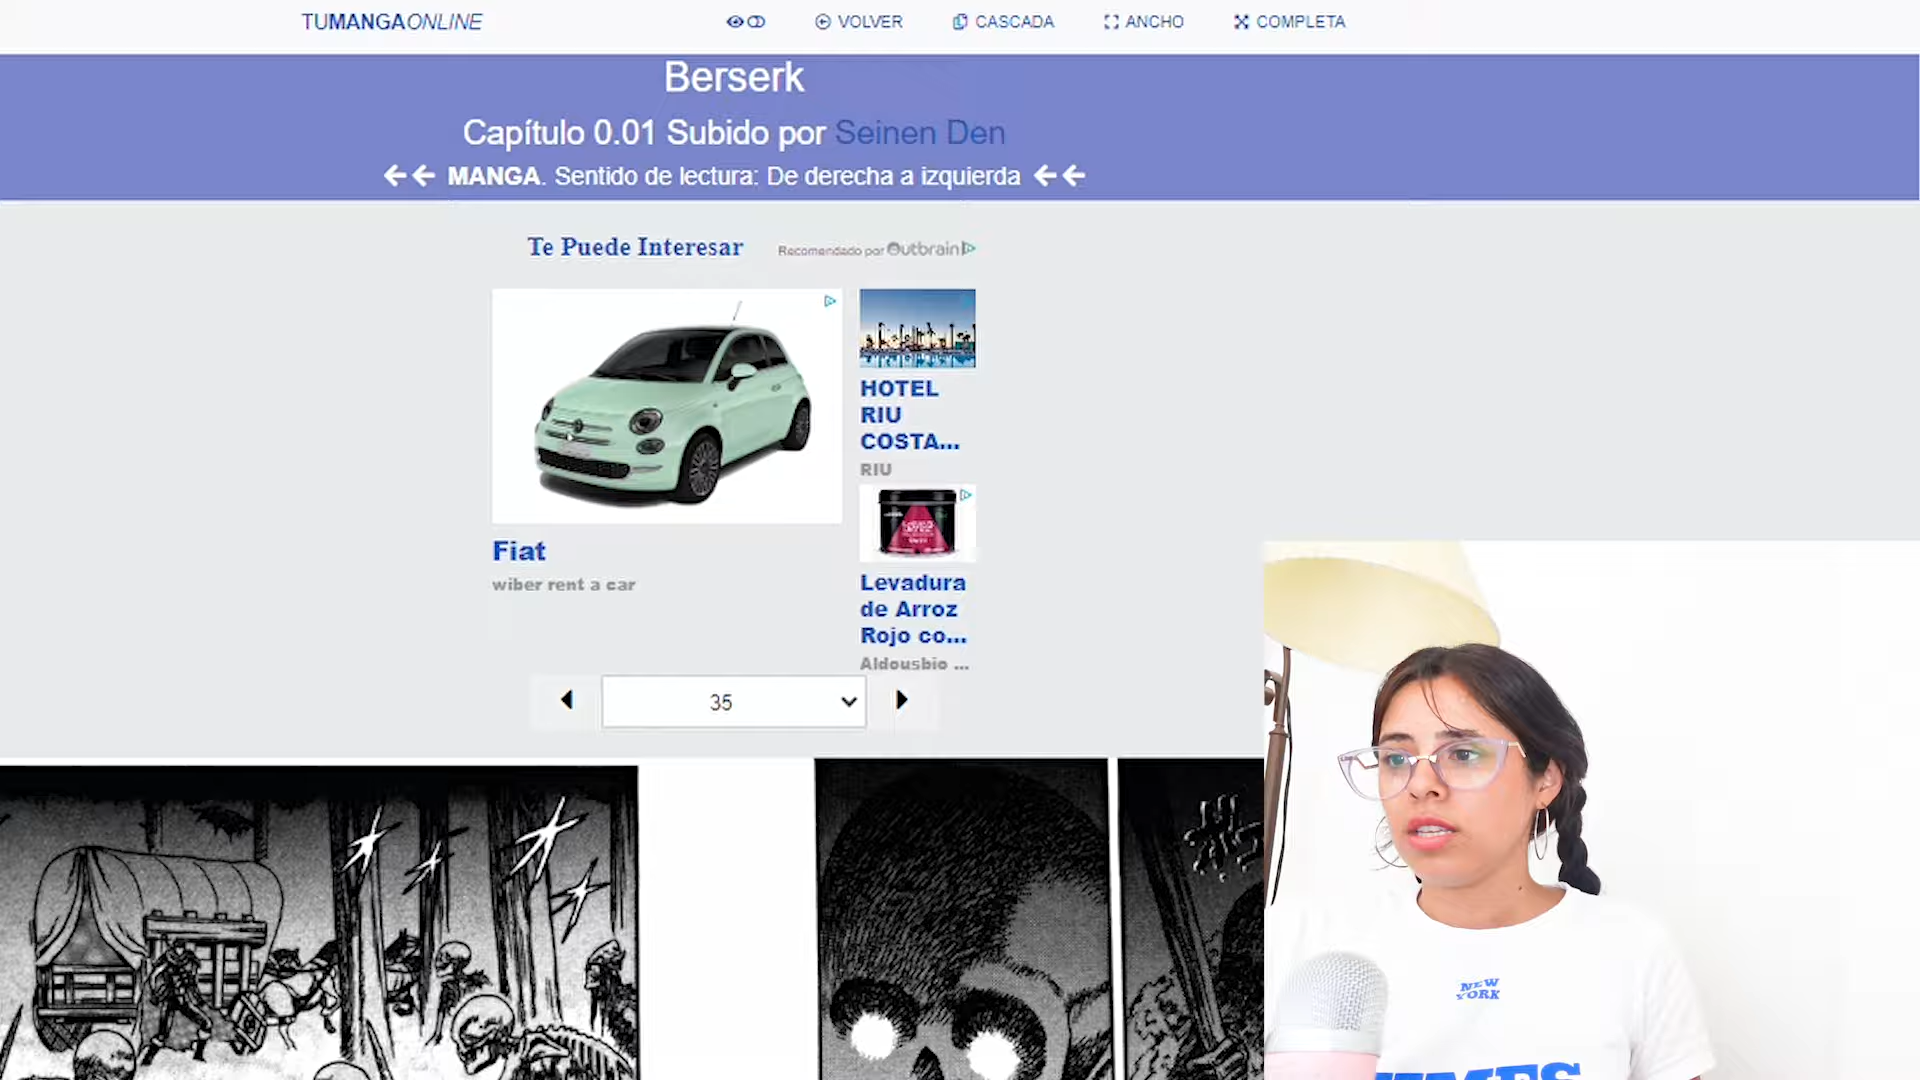 TUMANGAONLINE
VOLVER
CASCADA
ANCHO
COMPLETA
Berserk
Capítulo 0.01 Subido por Seinen Den
MANGA. Sentido de lectura: De derecha a izquierda
Te Puede Interesar
Recomendado por Outbrain
HOTEL
RIU
COSTA...
RIU
Fiat
wiber rent a car
Levadura
de Arroz
Rojo co...
Aldousbio ...
35
NEW
YORK
TIMES